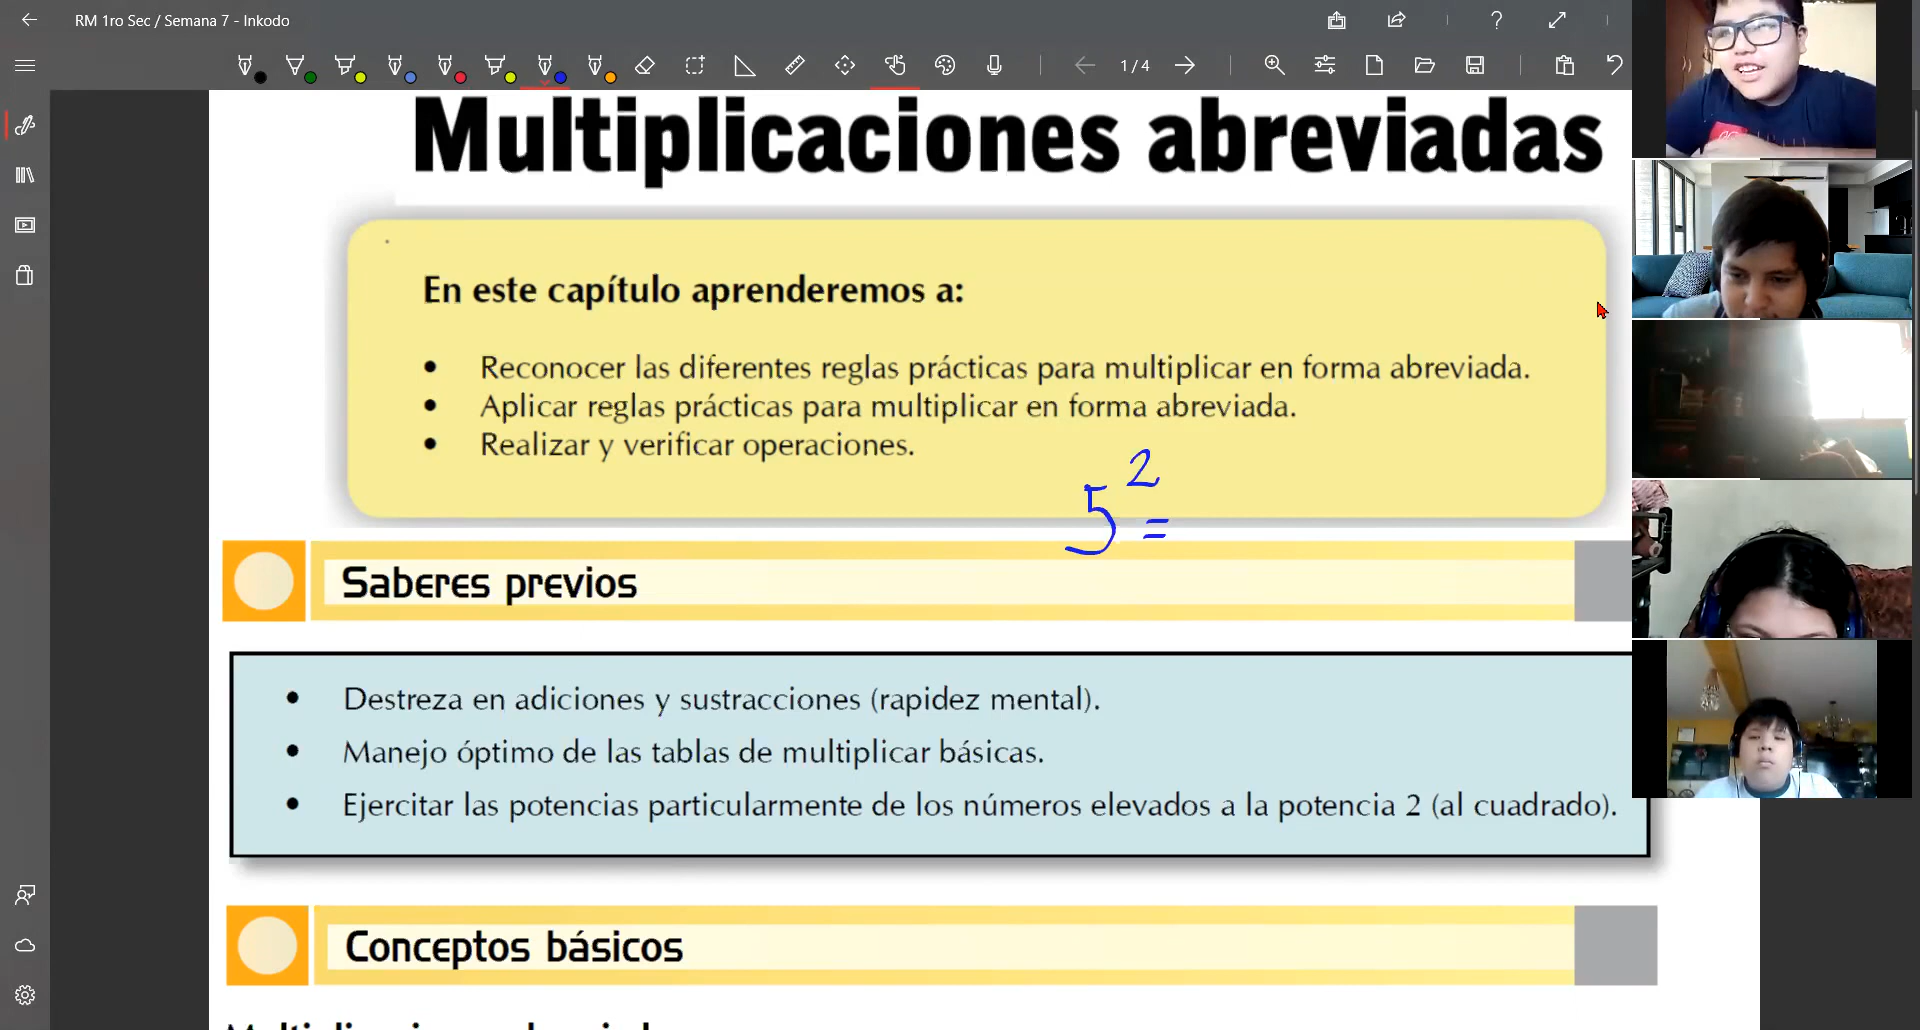 RM 1ro Sec / Semana 7 - Inkodo
1 / 4
Multiplicaciones abreviadas
En este capítulo aprenderemos a:
• Reconocer las diferentes reglas prácticas para multiplicar en forma abreviada.
• Aplicar reglas prácticas para multiplicar en forma abreviada.
• Realizar y verificar operaciones.
5² =
Saberes previos
• Destreza en adiciones y sustracciones (rapidez mental).
• Manejo óptimo de las tablas de multiplicar básicas.
• Ejercitar las potencias particularmente de los números elevados a la potencia 2 (al cuadrado).
Conceptos básicos